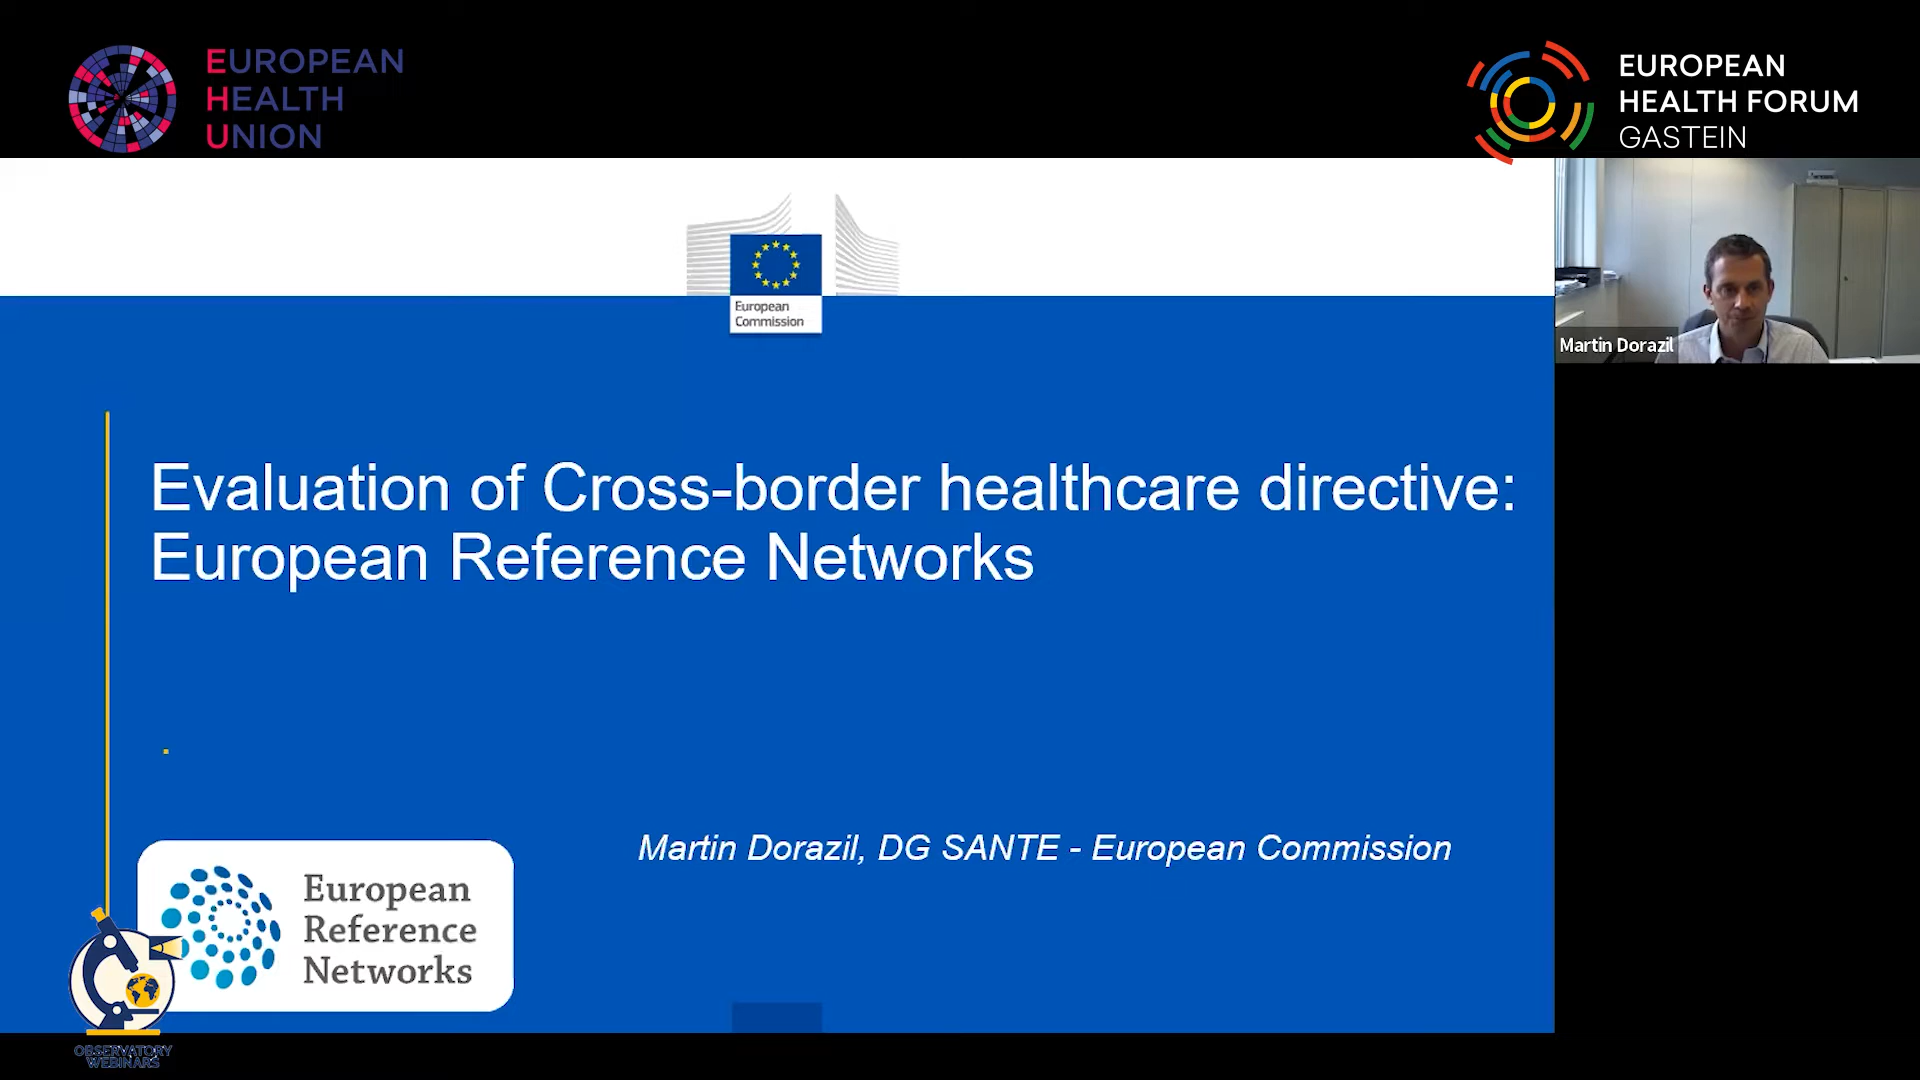 EUROPEAN
HEALTH
UNION
EUROPEAN
HEALTH FORUM
GASTEIN
European
Commission
Martin Dorazil
Evaluation of Cross-border healthcare directive:
European Reference Networks
Martin Dorazil, DG SANTE - European Commission
European
Reference
Networks
OBSERVATORY
WEBINARS